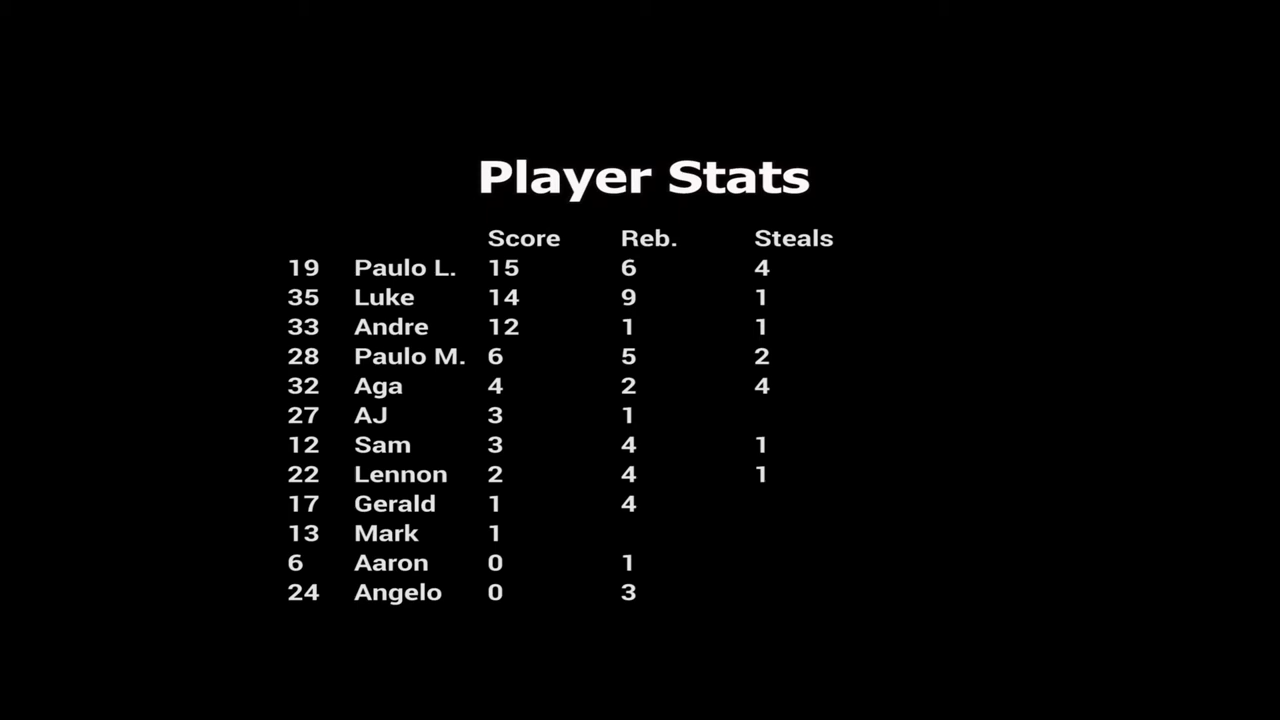 Player Stats
Score Reb. Steals
19 Paulo L. 15 6 4
35 Luke 14 9 1
33 Andre 12 1 1
28 Paulo M. 6 5 2
32 Aga 4 2 4
27 AJ 3 1
12 Sam 3 4 1
22 Lennon 2 4 1
17 Gerald 1 4
13 Mark 1
6 Aaron 0 1
24 Angelo 0 3